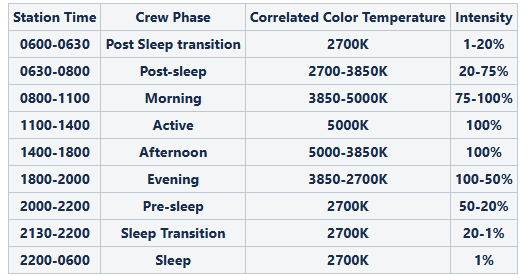 Station Time Crew Phase Correlated Color Temperature Intensity
0600-0630 Post Sleep transition 2700K 1-20%
0630-0800 Post-sleep 2700-3850K 20-75%
0800-1100 Morning 3850-5000K 75-100%
1100-1400 Active 5000K 100%
1400-1800 Afternoon 5000-3850K 100%
1800-2000 Evening 3850-2700K 100-50%
2000-2200 Pre-sleep 2700K 50-20%
2130-2200 Sleep Transition 2700K 20-1%
2200-0600 Sleep 2700K 1%